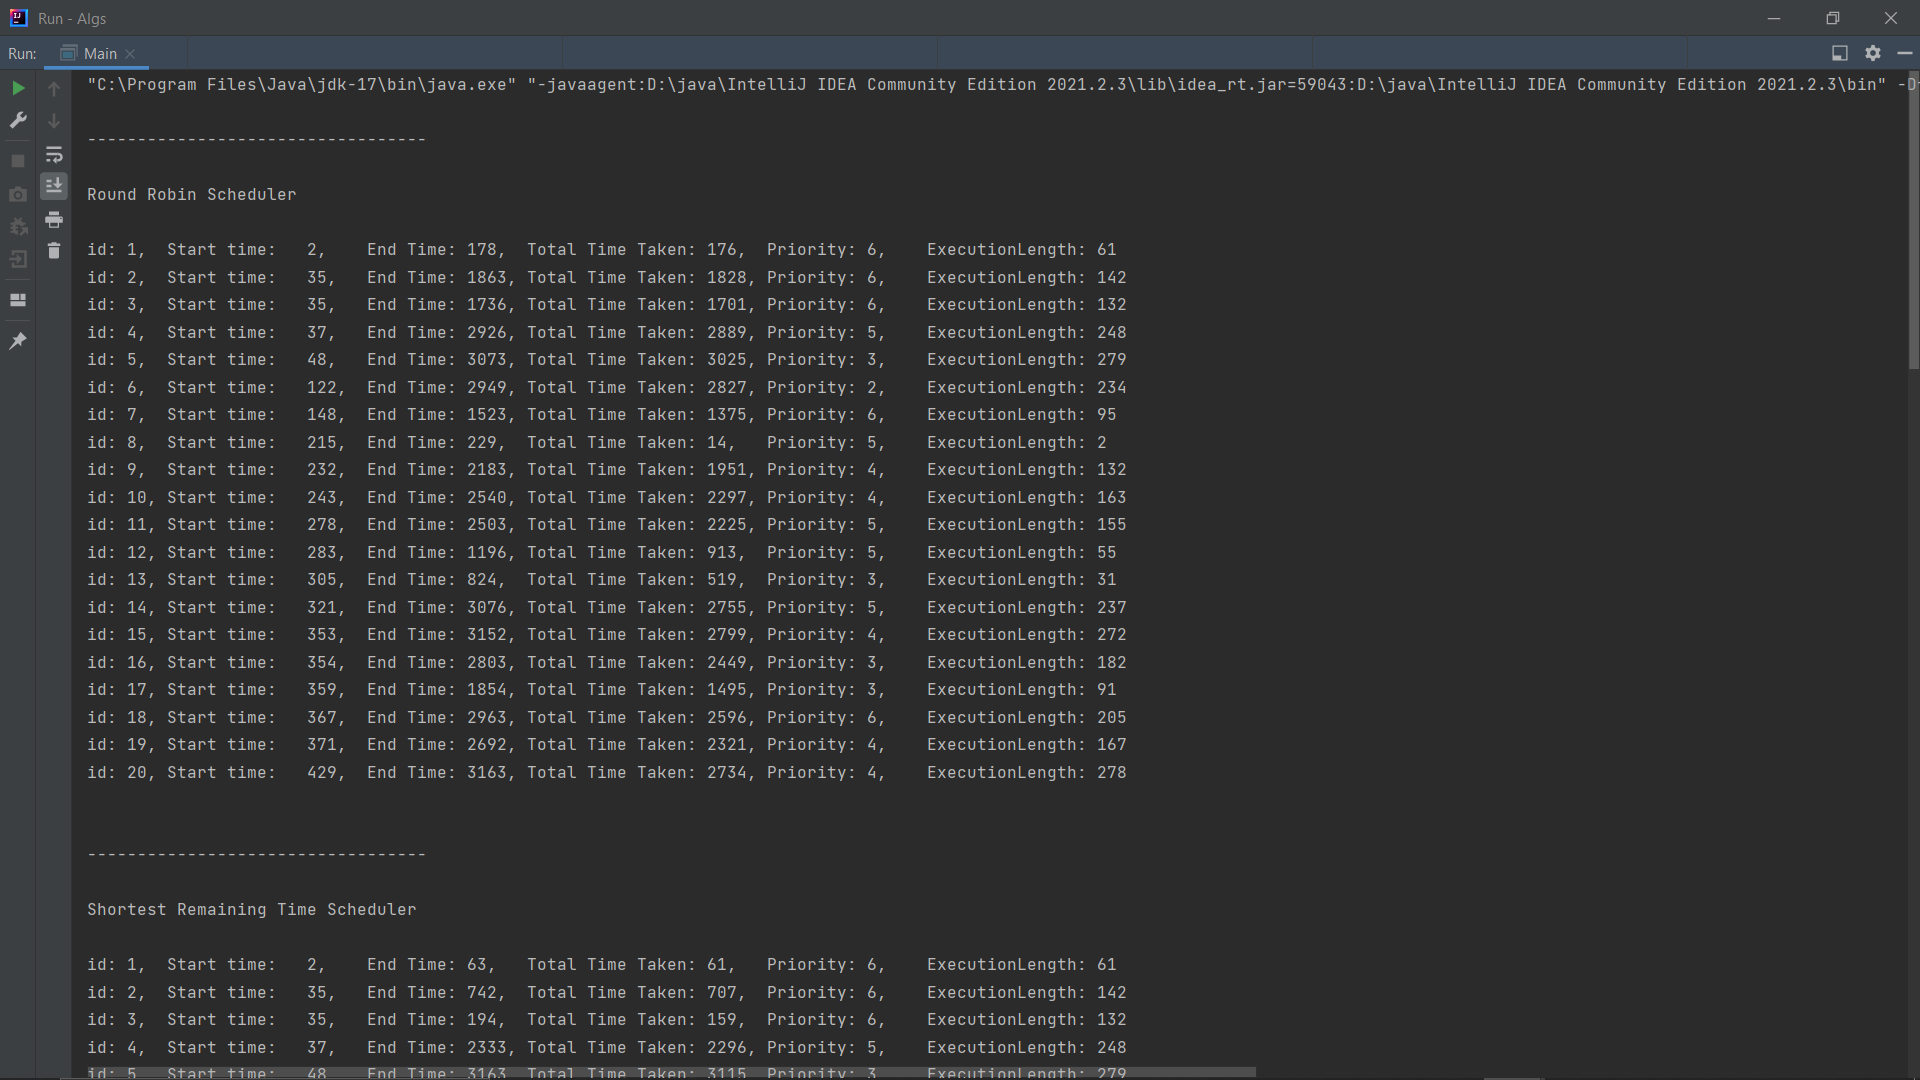 Run - Algs
Run: Main
"C:\Program Files\Java\jdk-17\bin\java.exe" "-javaagent:D:\java\IntelliJ IDEA Community Edition 2021.2.3\lib\idea_rt.jar=59043:D:\java\IntelliJ IDEA Community Edition 2021.2.3\bin"
----------------------------------
Round Robin Scheduler
id: 1,  Start time:   2,    End Time: 178,  Total Time Taken: 176,  Priority: 6,    ExecutionLength: 61
id: 2,  Start time:   35,   End Time: 1863, Total Time Taken: 1828, Priority: 6,    ExecutionLength: 142
id: 3,  Start time:   35,   End Time: 1736, Total Time Taken: 1701, Priority: 6,    ExecutionLength: 132
id: 4,  Start time:   37,   End Time: 2926, Total Time Taken: 2889, Priority: 5,    ExecutionLength: 248
id: 5,  Start time:   48,   End Time: 3073, Total Time Taken: 3025, Priority: 3,    ExecutionLength: 279
id: 6,  Start time:   122,  End Time: 2949, Total Time Taken: 2827, Priority: 2,    ExecutionLength: 234
id: 7,  Start time:   148,  End Time: 1523, Total Time Taken: 1375, Priority: 6,    ExecutionLength: 95
id: 8,  Start time:   215,  End Time: 229,  Total Time Taken: 14,   Priority: 5,    ExecutionLength: 2
id: 9,  Start time:   232,  End Time: 2183, Total Time Taken: 1951, Priority: 4,    ExecutionLength: 132
id: 10, Start time:   243,  End Time: 2540, Total Time Taken: 2297, Priority: 4,    ExecutionLength: 163
id: 11, Start time:   278,  End Time: 2503, Total Time Taken: 2225, Priority: 5,    ExecutionLength: 155
id: 12, Start time:   283,  End Time: 1196, Total Time Taken: 913,  Priority: 5,    ExecutionLength: 55
id: 13, Start time:   305,  End Time: 824,  Total Time Taken: 519,  Priority: 3,    ExecutionLength: 31
id: 14, Start time:   321,  End Time: 3076, Total Time Taken: 2755, Priority: 5,    ExecutionLength: 237
id: 15, Start time:   353,  End Time: 3152, Total Time Taken: 2799, Priority: 4,    ExecutionLength: 272
id: 16, Start time:   354,  End Time: 2803, Total Time Taken: 2449, Priority: 3,    ExecutionLength: 182
id: 17, Start time:   359,  End Time: 1854, Total Time Taken: 1495, Priority: 3,    ExecutionLength: 91
id: 18, Start time:   367,  End Time: 2963, Total Time Taken: 2596, Priority: 6,    ExecutionLength: 205
id: 19, Start time:   371,  End Time: 2692, Total Time Taken: 2321, Priority: 4,    ExecutionLength: 167
id: 20, Start time:   429,  End Time: 3163, Total Time Taken: 2734, Priority: 4,    ExecutionLength: 278
----------------------------------
Shortest Remaining Time Scheduler
id: 1,  Start time:   2,    End Time: 63,   Total Time Taken: 61,   Priority: 6,    ExecutionLength: 61
id: 2,  Start time:   35,   End Time: 742,  Total Time Taken: 707,  Priority: 6,    ExecutionLength: 142
id: 3,  Start time:   35,   End Time: 194,  Total Time Taken: 159,  Priority: 6,    ExecutionLength: 132
id: 4,  Start time:   37,   End Time: 2333, Total Time Taken: 2296, Priority: 5,    ExecutionLength: 248
id: 5   Start time:   48    End Time: 3163  Total Time Taken: 3115  Priority: 3     ExecutionLength: 279